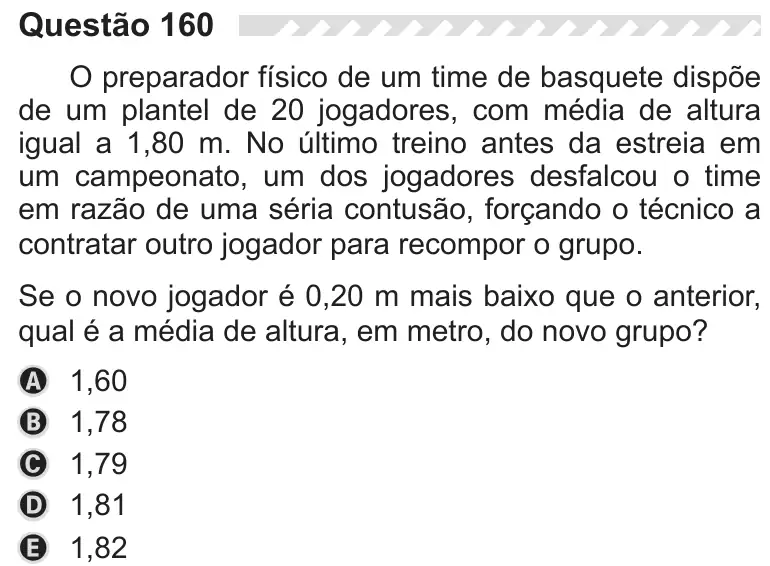 Questão 160
O preparador físico de um time de basquete dispõe
de um plantel de 20 jogadores, com média de altura
igual a 1,80 m. No último treino antes da estreia em
um campeonato, um dos jogadores desfalcou o time
em razão de uma séria contusão, forçando o técnico a
contratar outro jogador para recompor o grupo.
Se o novo jogador é 0,20 m mais baixo que o anterior,
qual é a média de altura, em metro, do novo grupo?
A 1,60
B 1,78
C 1,79
D 1,81
E 1,82